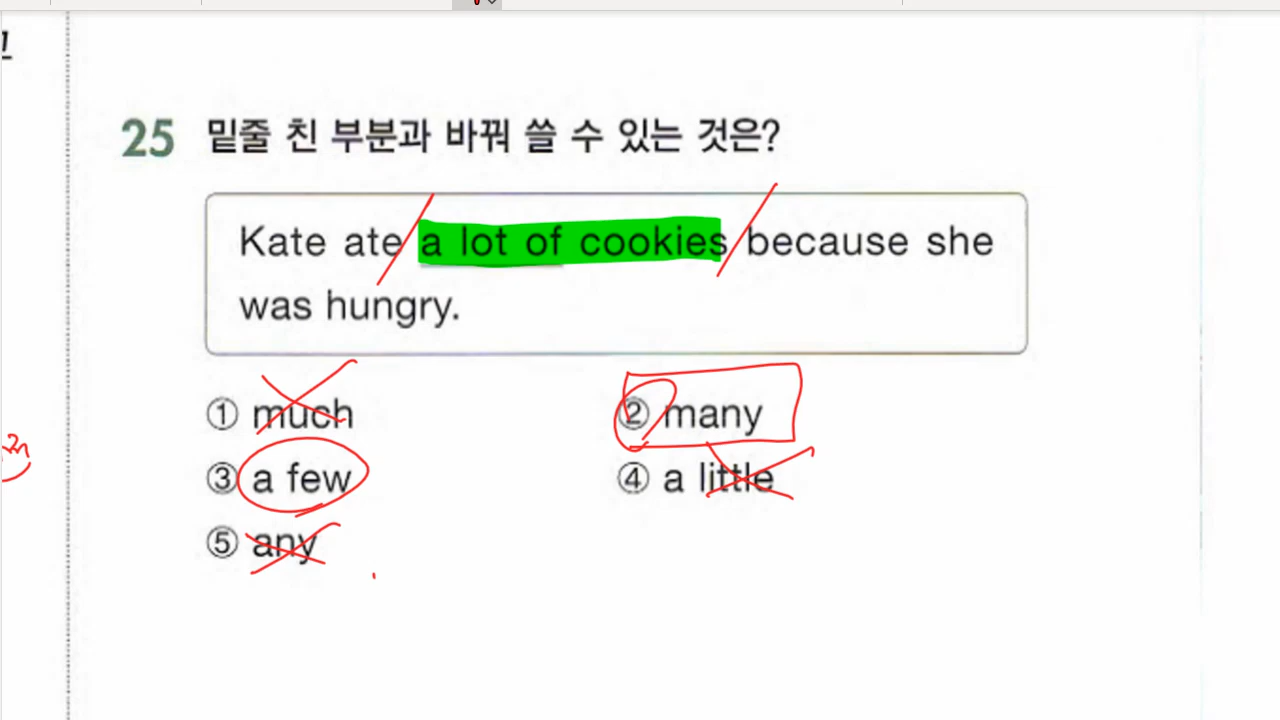 25 밑줄 친 부분과 바꿔 쓸 수 있는 것은?
Kate ate a lot of cookies because she
was hungry.
① much ② many
③ a few ④ a little
⑤ any